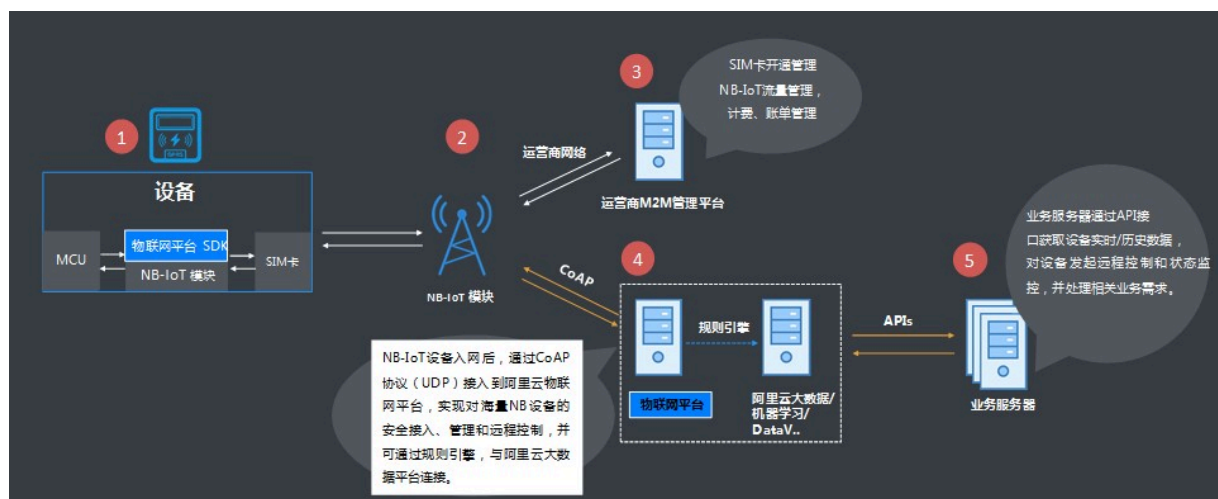 1
设备
MCU
物联网平台 SDK
NB-IoT 模块
SIM卡
2
NB-IoT 模块
运营商网络
3
运营商M2M管理平台
SIM卡开通管理
NB-IoT流量管理，
计费、账单管理
CoAP
NB-IoT设备入网后，通过CoAP
协议（UDP）接入到阿里云物联
网平台，实现对海量NB设备的
安全接入、管理和远程控制，并
可通过规则引擎，与阿里云大数
据平台连接。
4
规则引擎
物联网平台
阿里云大数据/
机器学习/
DataV..
APIs
5
业务服务器
业务服务器通过API接
口获取设备实时/历史数据，
对设备发起远程控制和状态监
控，并处理相关业务需求。